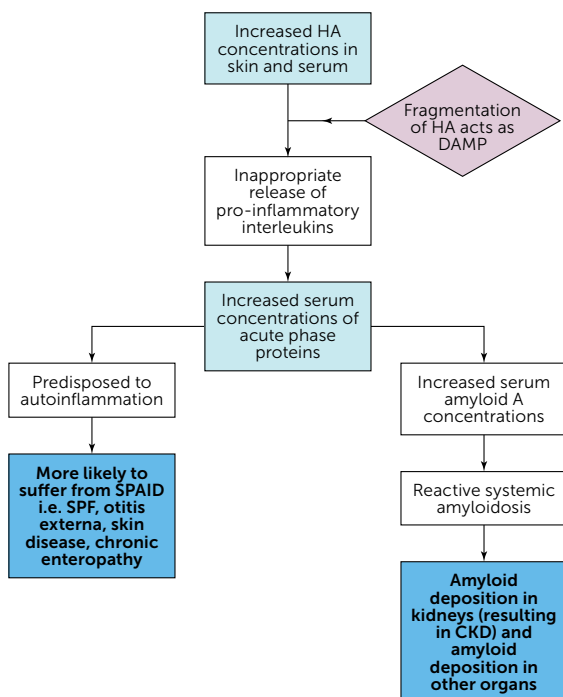 Increased HA
concentrations in
skin and serum
Fragmentation
of HA acts as
DAMP
Inappropriate
release of
pro-inflammatory
interleukins
Increased serum
concentrations of
acute phase
proteins
Predisposed to
autoinflammation
Increased serum
amyloid A
concentrations
More likely to
suffer from SPAID
i.e. SPF, otitis
externa, skin
disease, chronic
enteropathy
Reactive systemic
amyloidosis
Amyloid
deposition in
kidneys (resulting
in CKD) and
amyloid
deposition in
other organs